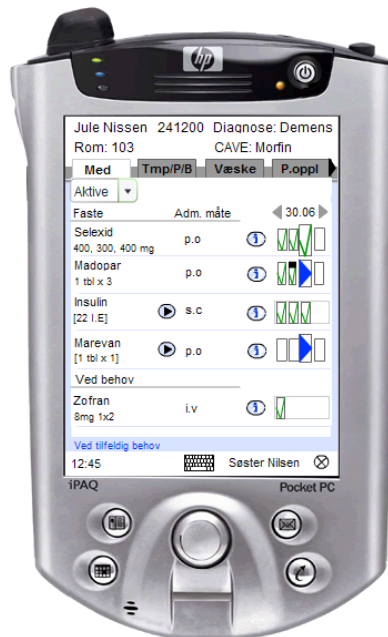 hp
Jule Nissen 241200 Diagnose: Demens
Rom: 103 CAVE: Morfin
Med Tmp/P/B Væske P.oppl
Aktive
Faste Adm. måte 30.06
Selexid
400, 300, 400 mg p.o
Madopar
1 tbl x 3 p.o
Insulin
[22 I.E] s.c
Marevan
[1 tbl x 1] p.o
Ved behov
Zofran
8mg 1x2 i.v
Ved tilfeldig behov
12:45 Søster Nilsen
iPAQ Pocket PC